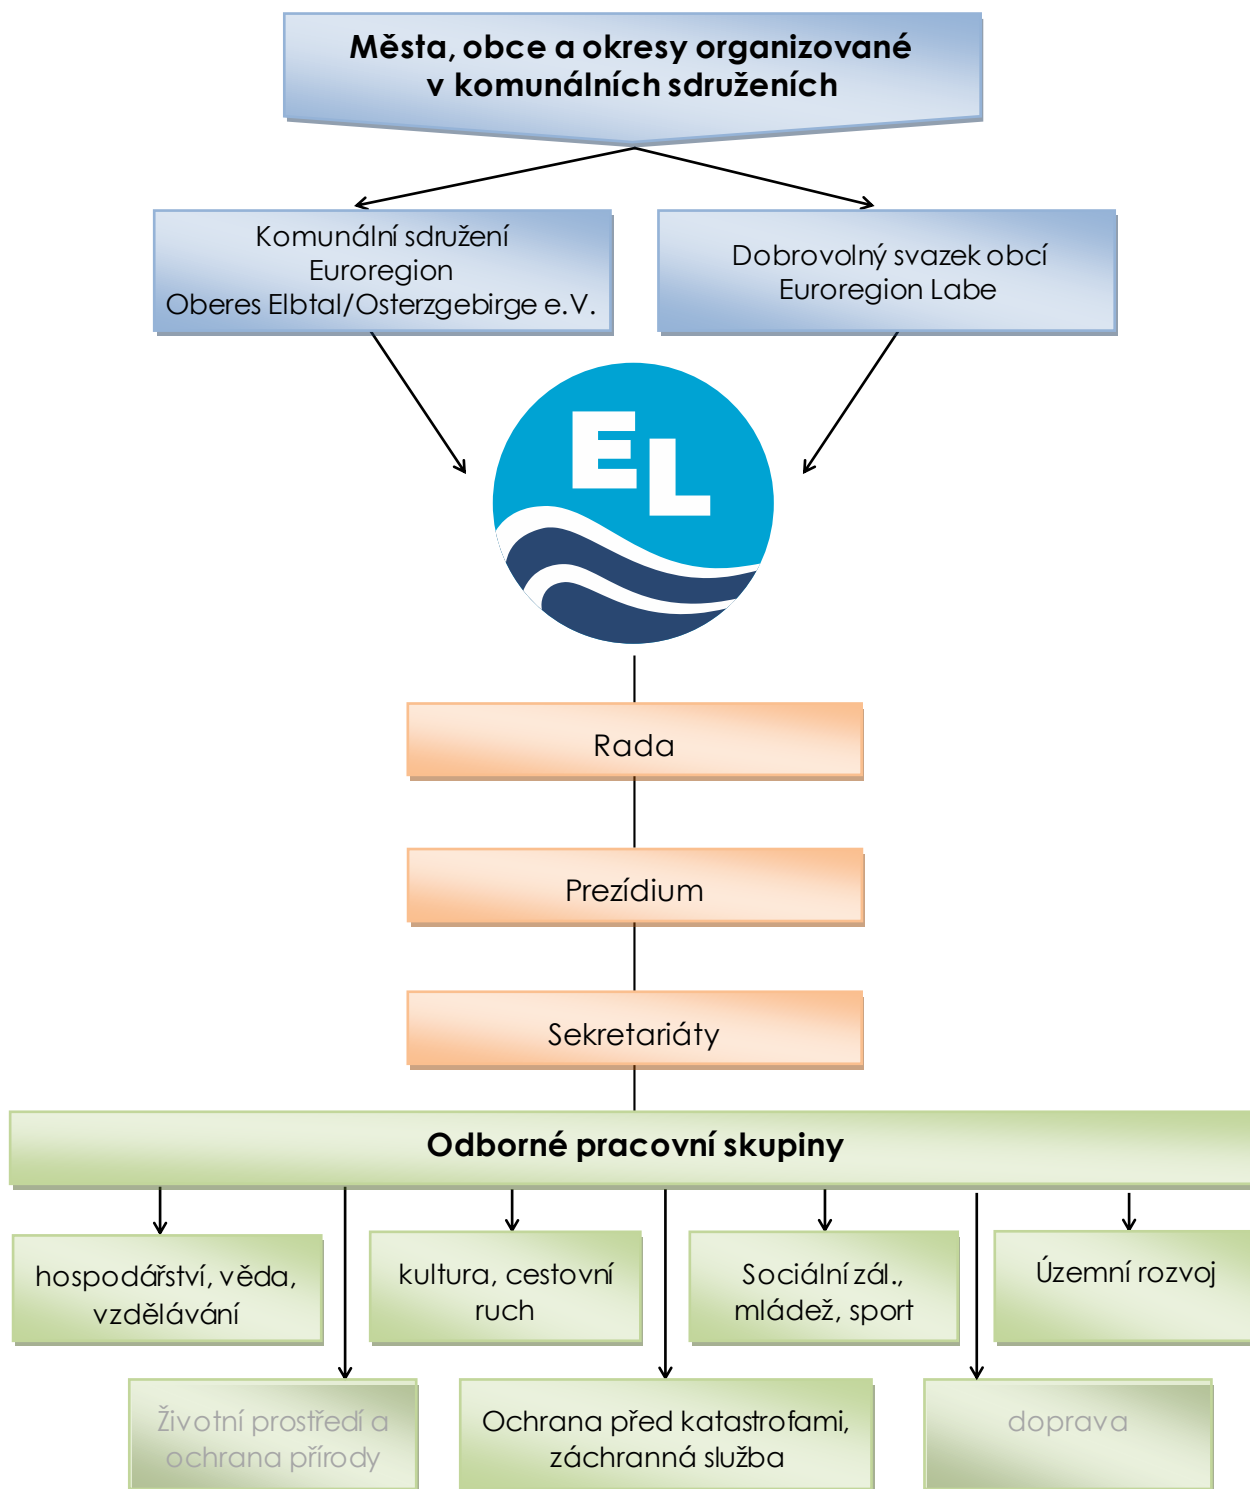 Města, obce a okresy organizované
v komunálních sdruženích
Komunální sdružení
Euroregion
Oberes Elbtal/Osterzgebirge e.V.
Dobrovolný svazek obcí
Euroregion Labe
EL
Rada
Prezídium
Sekretariáty
Odborné pracovní skupiny
hospodářství, věda,
vzdělávání
kultura, cestovní
ruch
Sociální zál.,
mládež, sport
Územní rozvoj
Životní prostředí a
ochrana přírody
Ochrana před katastrofami,
záchranná služba
doprava